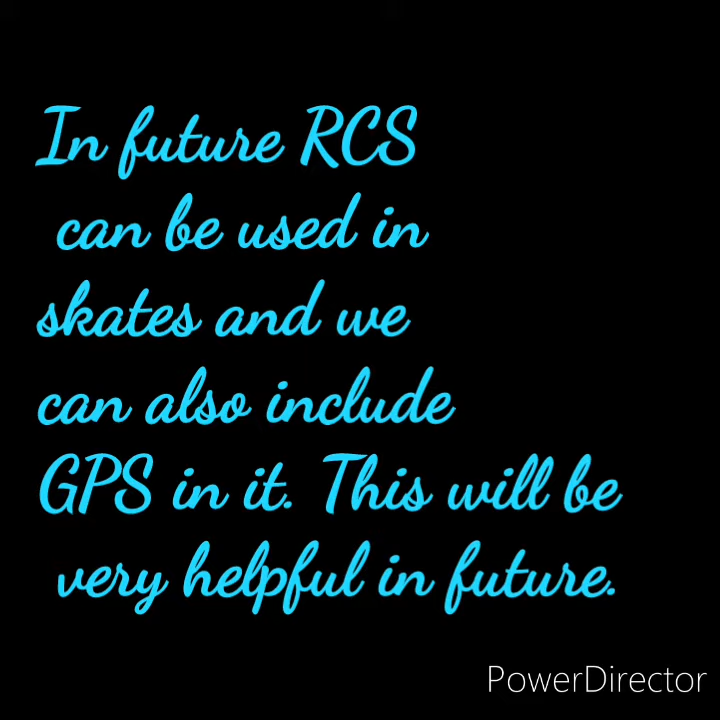 In future RCS
can be used in
skates and we
can also include
GPS in it. This will be
very helpful in future.
PowerDirector